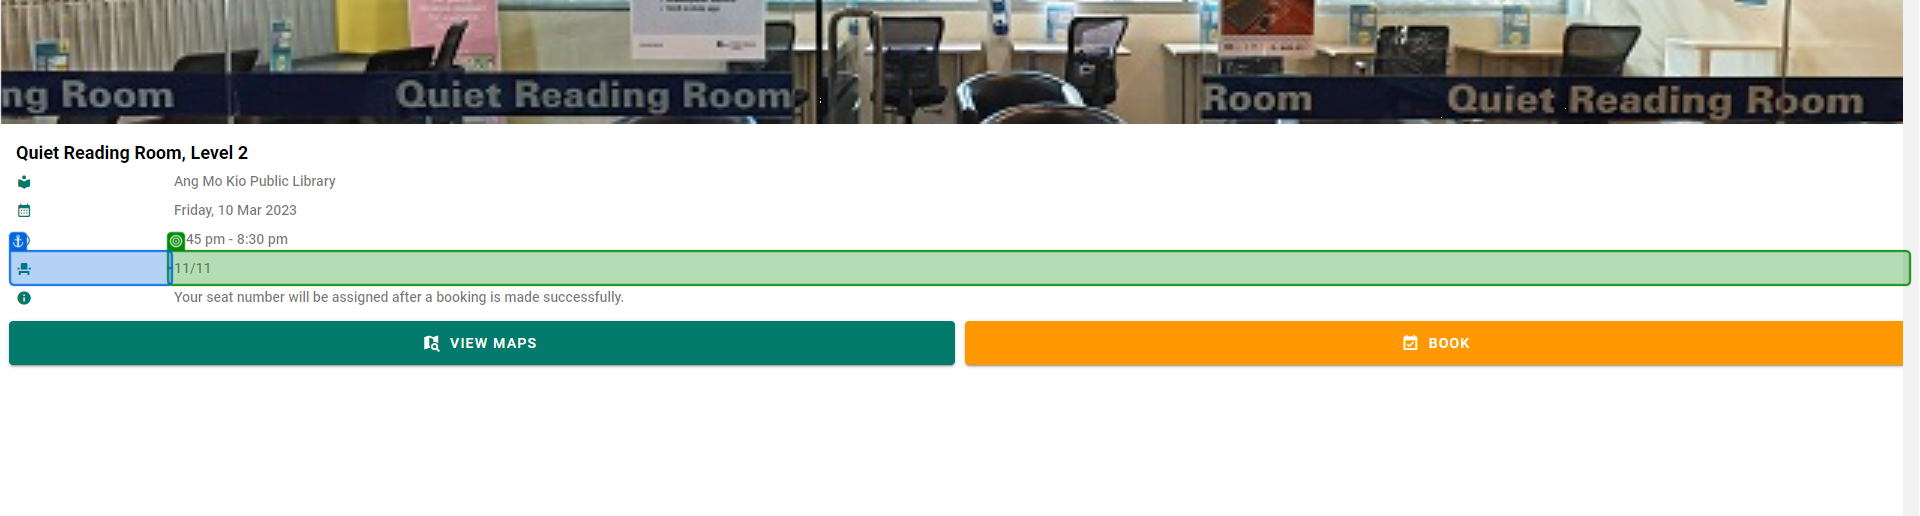 ng Room Quiet Reading Room Room Quiet Reading Room
Quiet Reading Room, Level 2
Ang Mo Kio Public Library
Friday, 10 Mar 2023
45 pm - 8:30 pm
11/11
Your seat number will be assigned after a booking is made successfully.
VIEW MAPS BOOK